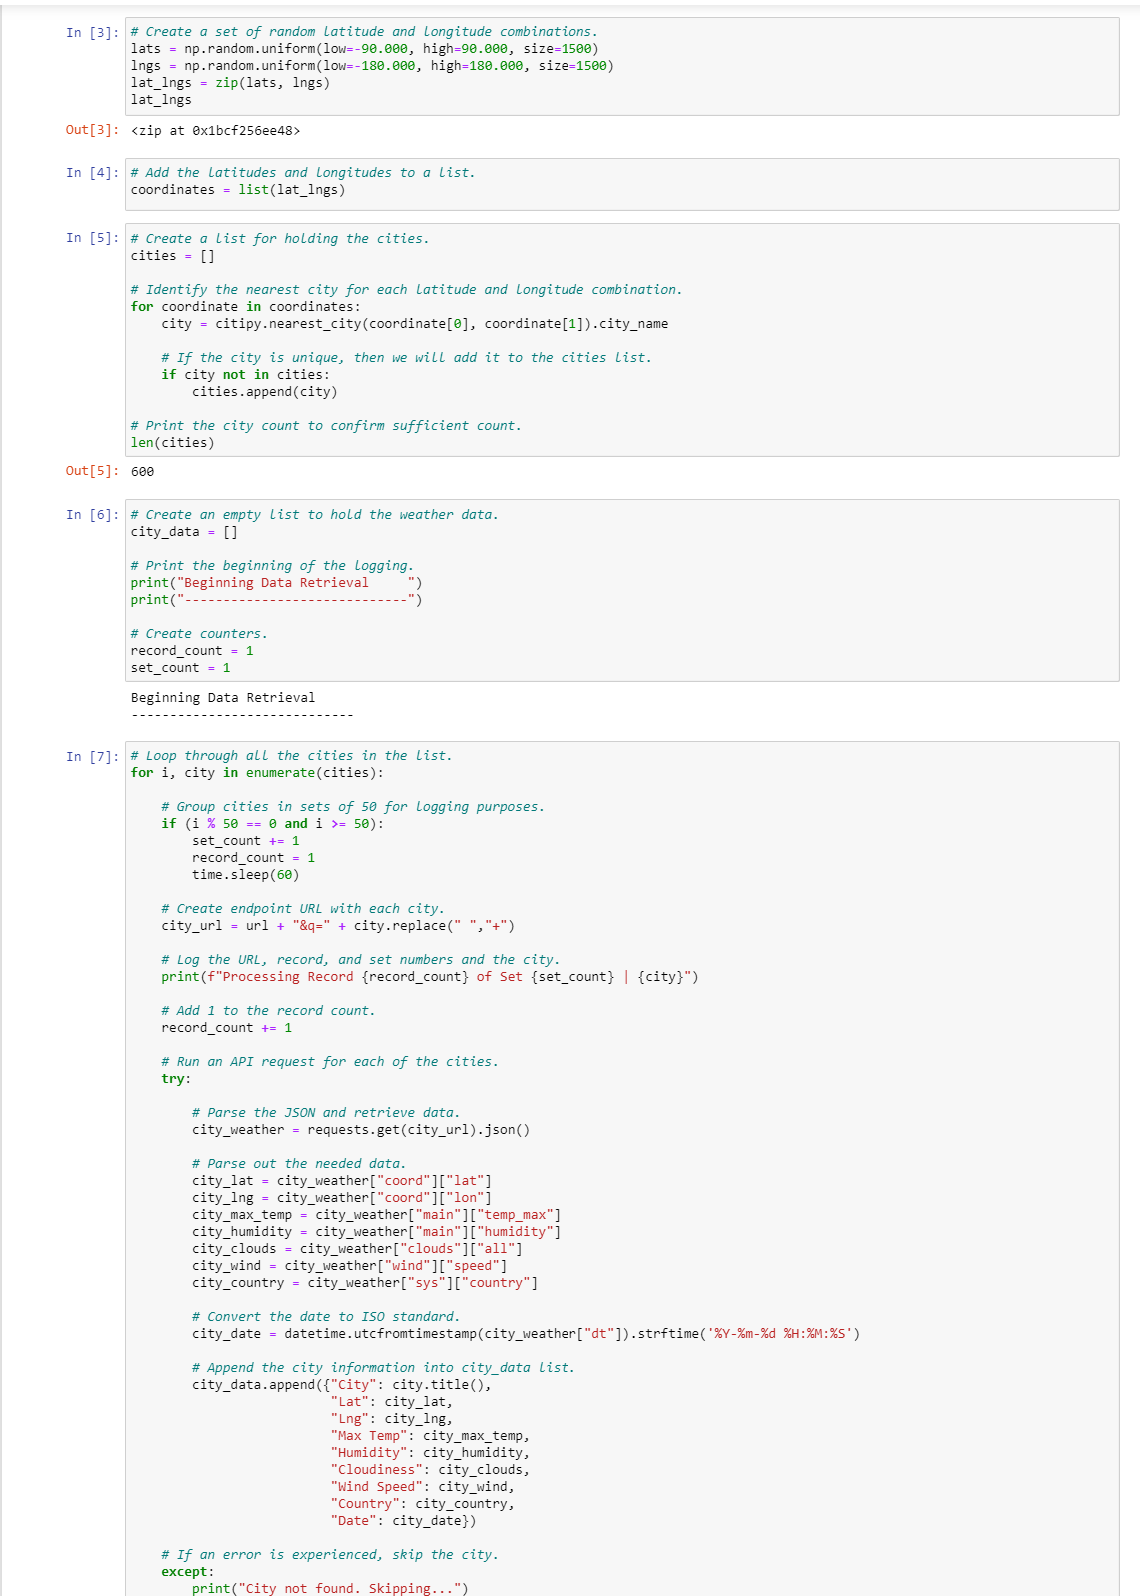 In [3]: # Create a set of random latitude and longitude combinations.
lats = np.random.uniform(low=-90.000, high=90.000, size=1500)
lngs = np.random.uniform(low=-180.000, high=180.000, size=1500)
lat_lngs = zip(lats, lngs)
lat_lngs
Out[3]: <zip at 0x1bcf256ee48>
In [4]: # Add the latitudes and longitudes to a list.
coordinates = list(lat_lngs)
In [5]: # Create a list for holding the cities.
cities = []
# Identify the nearest city for each latitude and longitude combination.
for coordinate in coordinates:
    city = citipy.nearest_city(coordinate[0], coordinate[1]).city_name
    # If the city is unique, then we will add it to the cities list.
    if city not in cities:
        cities.append(city)
# Print the city count to confirm sufficient count.
len(cities)
Out[5]: 600
In [6]: # Create an empty list to hold the weather data.
city_data = []
# Print the beginning of the logging.
print("Beginning Data Retrieval     ")
print("-----------------------------")
# Create counters.
record_count = 1
set_count = 1
Beginning Data Retrieval
-----------------------------
In [7]: # Loop through all the cities in the list.
for i, city in enumerate(cities):
    # Group cities in sets of 50 for logging purposes.
    if (i % 50 == 0 and i >= 50):
        set_count += 1
        record_count = 1
        time.sleep(60)
    # Create endpoint URL with each city.
    city_url = url + "&q=" + city.replace(" ","+")
    # Log the URL, record, and set numbers and the city.
    print(f"Processing Record {record_count} of Set {set_count} | {city}")
    # Add 1 to the record count.
    record_count += 1
    # Run an API request for each of the cities.
    try:
        # Parse the JSON and retrieve data.
        city_weather = requests.get(city_url).json()
        # Parse out the needed data.
        city_lat = city_weather["coord"]["lat"]
        city_lng = city_weather["coord"]["lon"]
        city_max_temp = city_weather["main"]["temp_max"]
        city_humidity = city_weather["main"]["humidity"]
        city_clouds = city_weather["clouds"]["all"]
        city_wind = city_weather["wind"]["speed"]
        city_country = city_weather["sys"]["country"]
        # Convert the date to ISO standard.
        city_date = datetime.utcfromtimestamp(city_weather["dt"]).strftime('%Y-%m-%d %H:%M:%S')
        # Append the city information into city_data list.
        city_data.append({"City": city.title(),
                          "Lat": city_lat,
                          "Lng": city_lng,
                          "Max Temp": city_max_temp,
                          "Humidity": city_humidity,
                          "Cloudiness": city_clouds,
                          "Wind Speed": city_wind,
                          "Country": city_country,
                          "Date": city_date})
    # If an error is experienced, skip the city.
    except:
        print("City not found. Skipping...")